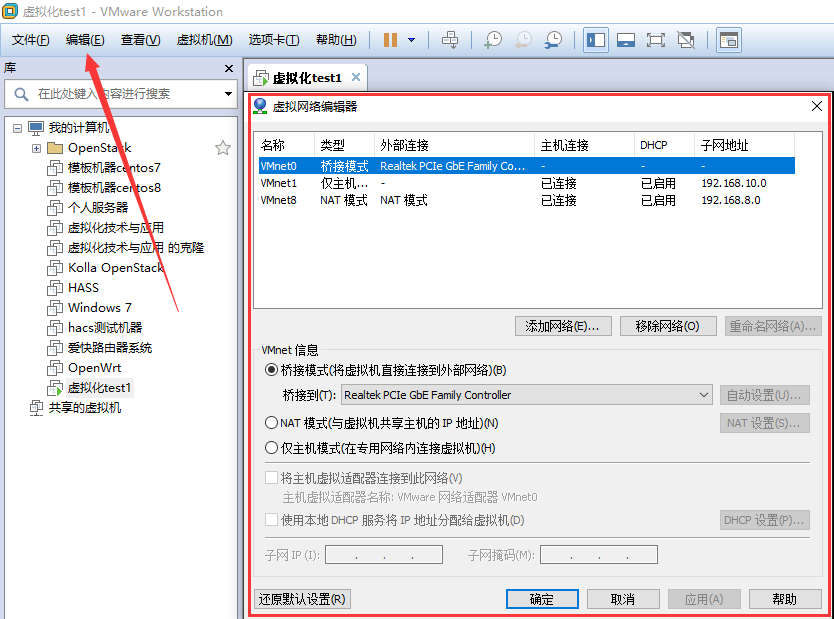 虚拟化test1 - VMware Workstation
文件(F) 编辑(E) 查看(V) 虚拟机(M) 选项卡(T) 帮助(H)
库
在此处键入内容进行搜索
我的计算机
OpenStack
模板机器centos7
模板机器centos8
个人服务器
虚拟化技术与应用
虚拟化技术与应用 的克隆
Kolla OpenStack
HASS
Windows 7
hacs测试机器
爱快路由器系统
OpenWrt
虚拟化test1
共享的虚拟机
虚拟化test1
虚拟网络编辑器
名称 类型 外部连接 主机连接 DHCP 子网地址
VMnet0 桥接模式 Realtek PCIe GbE Family Co... - - -
VMnet1 仅主机... - 已连接 已启用 192.168.10.0
VMnet8 NAT 模式 NAT 模式 已连接 已启用 192.168.8.0
添加网络(E)... 移除网络(O) 重命名网络(A)...
VMnet 信息
桥接模式(将虚拟机直接连接到外部网络)(B)
桥接到(T): Realtek PCIe GbE Family Controller 自动设置(U)...
NAT 模式(与虚拟机共享主机的 IP 地址)(N) NAT 设置(S)...
仅主机模式(在专用网络内连接虚拟机)(H)
将主机虚拟适配器连接到此网络(V)
主机虚拟适配器名称: VMware 网络适配器 VMnet0
使用本地 DHCP 服务将 IP 地址分配给虚拟机(D) DHCP 设置(P)...
子网 IP (I): . . . 子网掩码(M): . . .
还原默认设置(R) 确定 取消 应用(A) 帮助